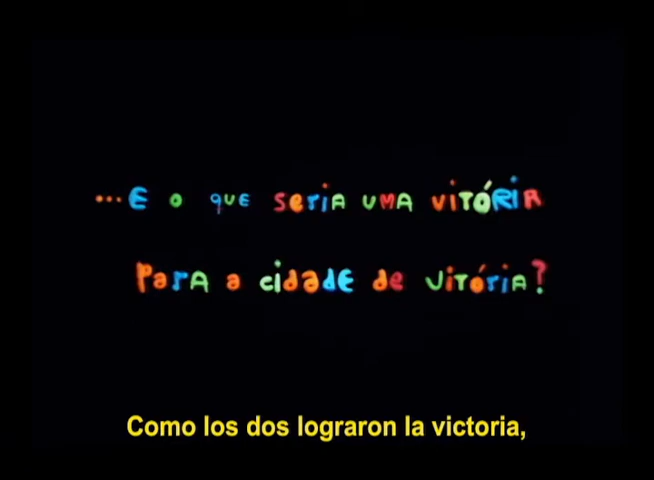 ...E o que seria uma vitória
Para a cidade de vitória?
Como los dos lograron la victoria,